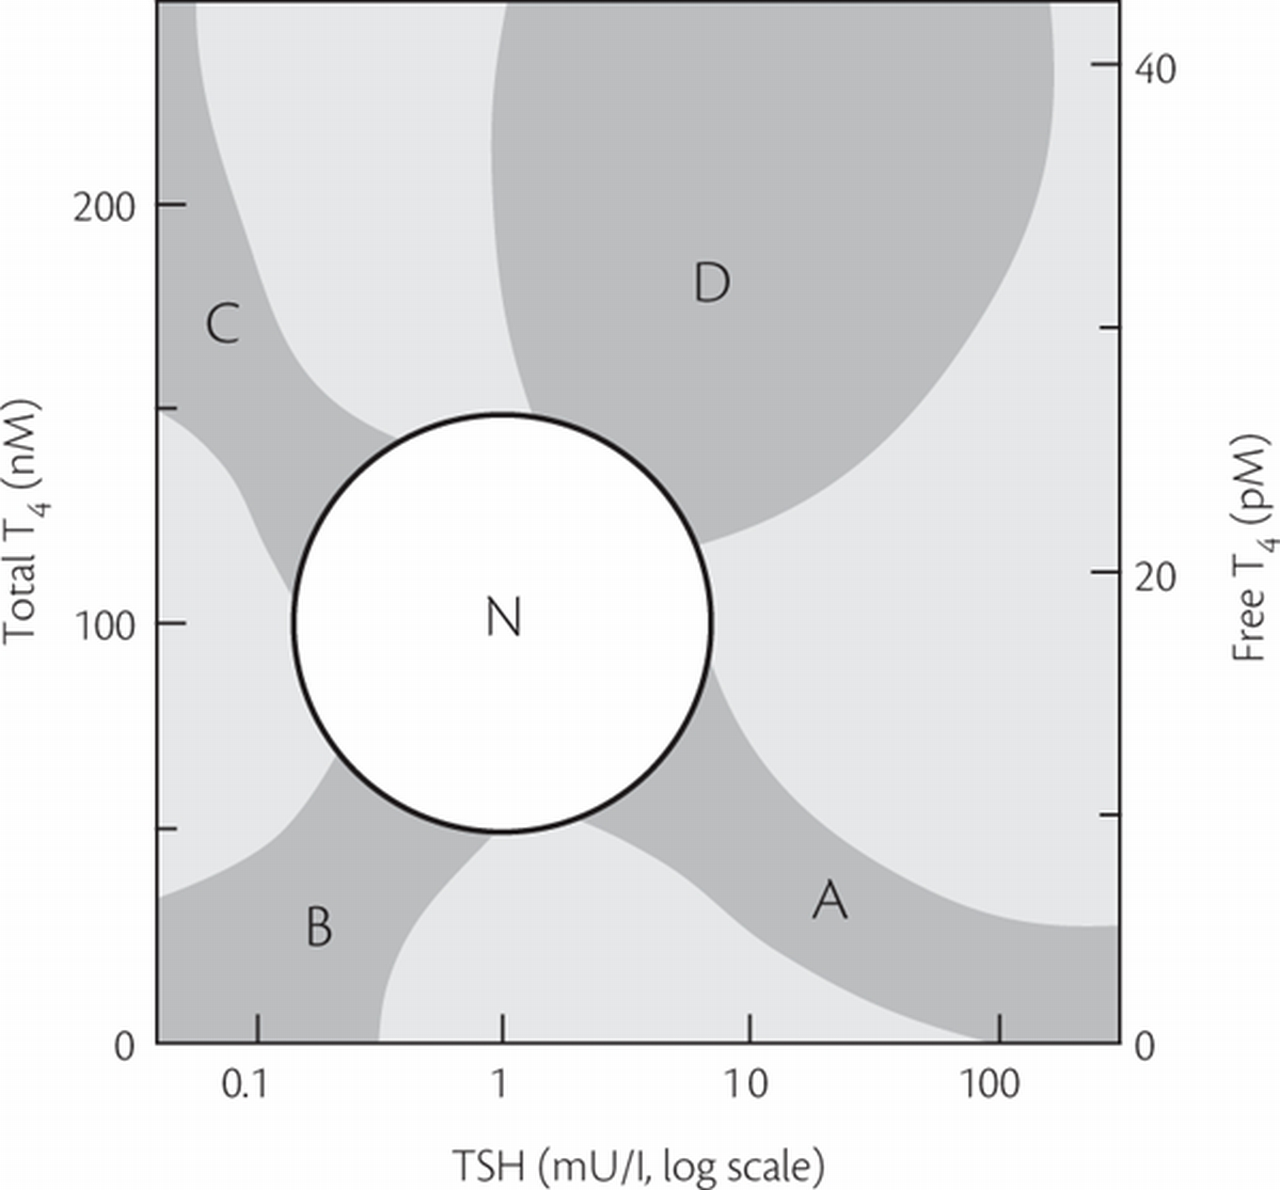 40
200
D
C
Total T4 (nM)
Free T4 (pM)
20
100
N
A
B
0
0
0.1
1
10
100
TSH (mU/l, log scale)